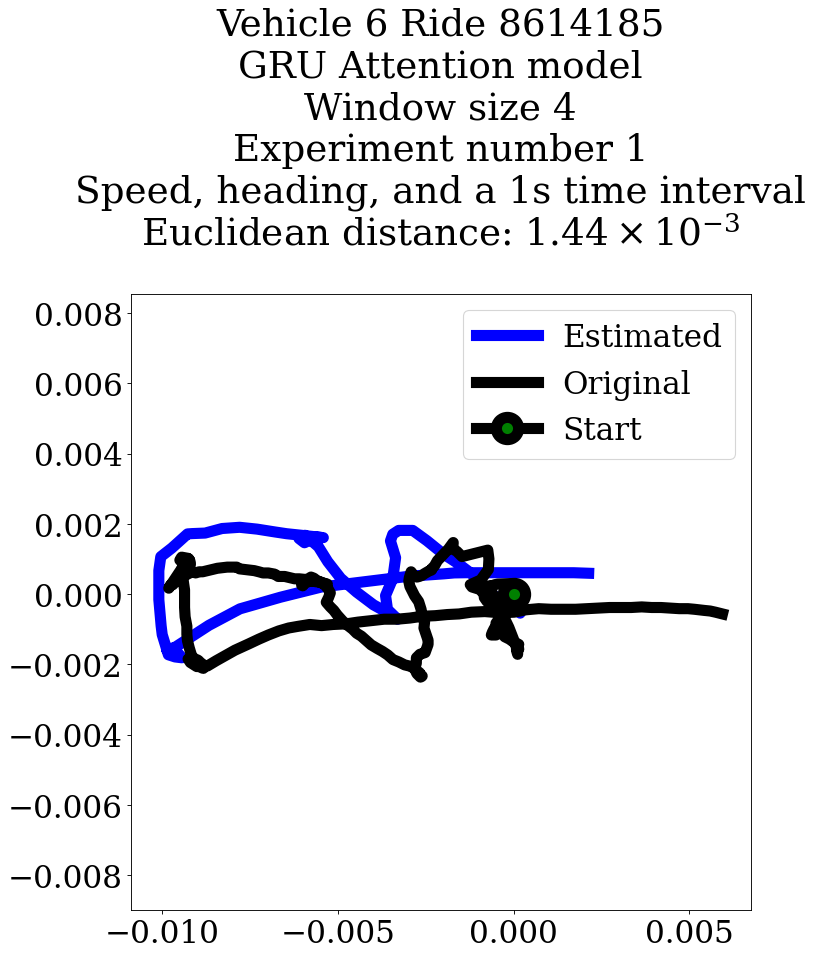 Vehicle 6 Ride 8614185
GRU Attention model
Window size 4
Experiment number 1
Speed, heading, and a 1s time interval
Euclidean distance: 1.44 × 10⁻³
0.008
0.006
0.004
0.002
0.000
−0.002
−0.004
−0.006
−0.008
Estimated
Original
Start
−0.010 −0.005 0.000 0.005